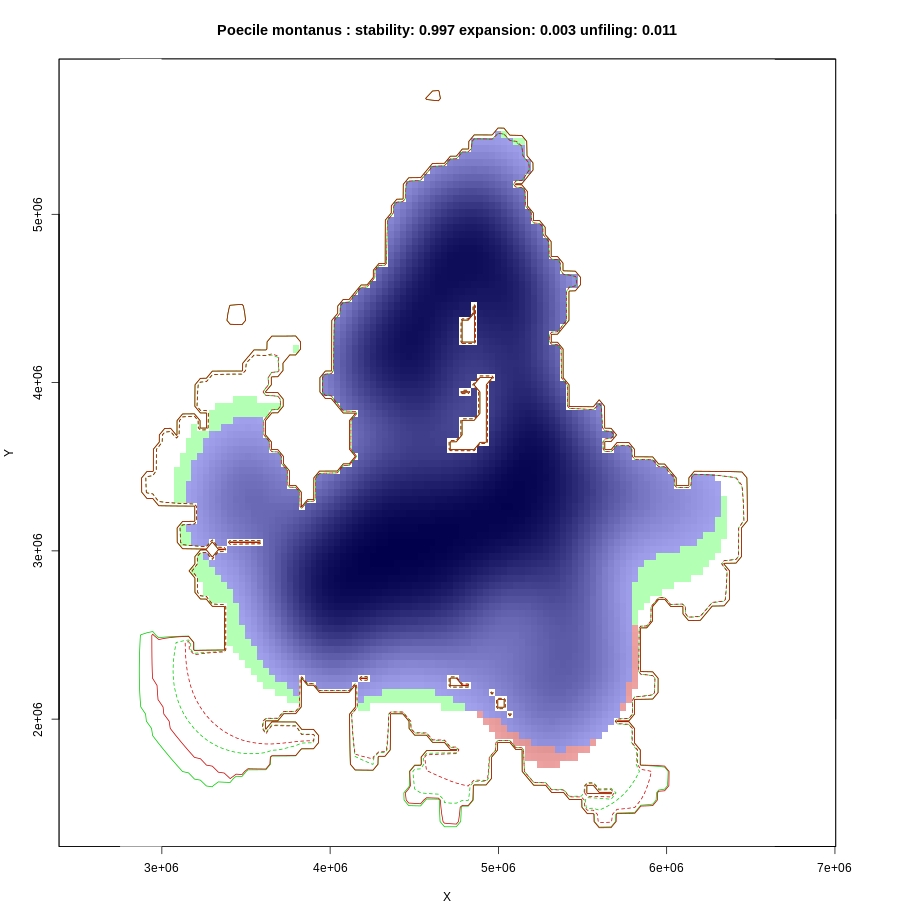 Poecile montanus : stability: 0.997 expansion: 0.003 unfiling: 0.011
5e+06
4e+06
Y
3e+06
2e+06
3e+06 4e+06 5e+06 6e+06 7e+06
X